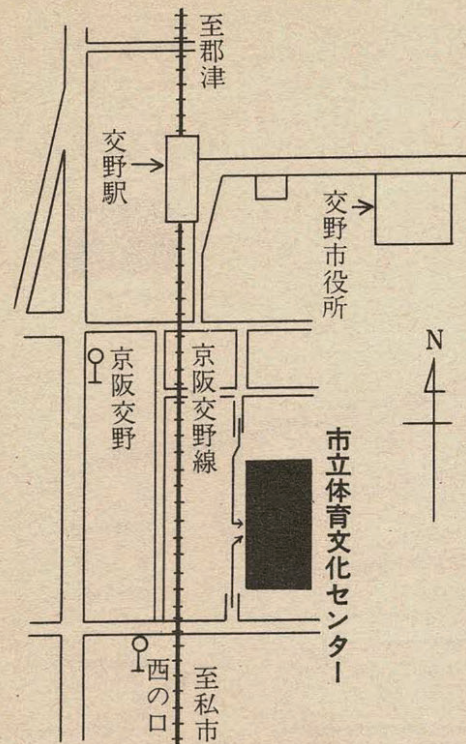 至郡津
交野駅
交野市役所
N
京阪交野
京阪交野線
市立体育文化センター
西の口
至私市